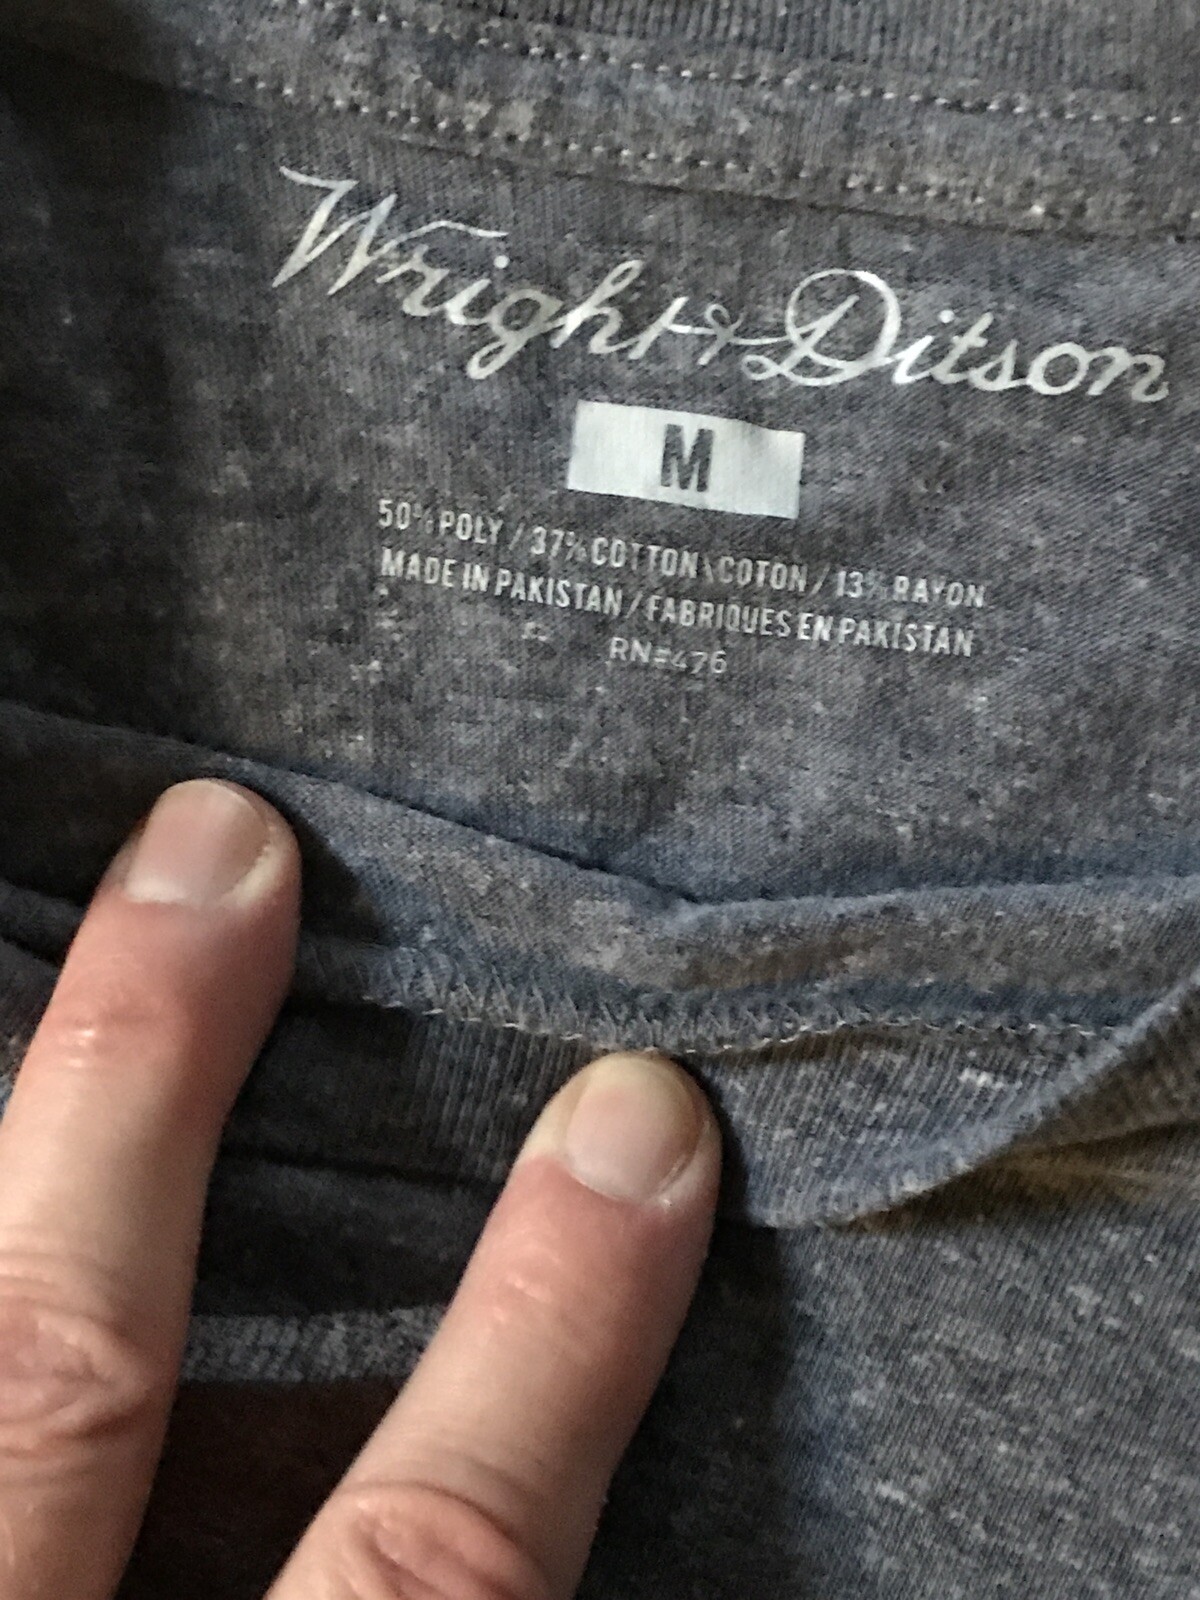 Wright & Ditson
M
50% POLY / 37% COTTON\COTON / 13% RAYON
MADE IN PAKISTAN / FABRIQUES EN PAKISTAN
RN#476